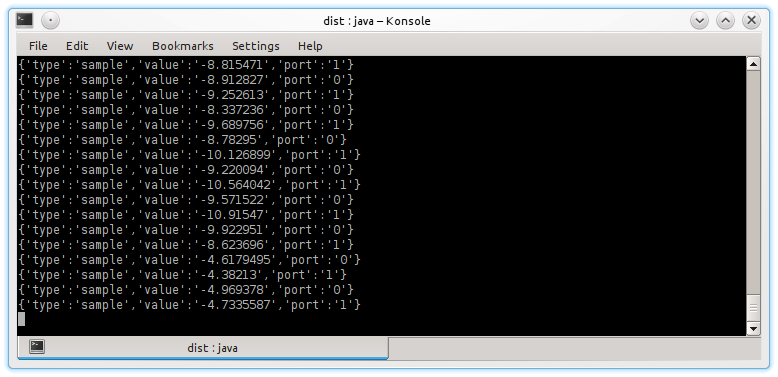 dist : java – Konsole
File Edit View Bookmarks Settings Help
{'type':'sample','value':'-8.815471','port':'1'}
{'type':'sample','value':'-8.912827','port':'0'}
{'type':'sample','value':'-9.252613','port':'1'}
{'type':'sample','value':'-8.337236','port':'0'}
{'type':'sample','value':'-9.689756','port':'1'}
{'type':'sample','value':'-8.78295','port':'0'}
{'type':'sample','value':'-10.126899','port':'1'}
{'type':'sample','value':'-9.220094','port':'0'}
{'type':'sample','value':'-10.564042','port':'1'}
{'type':'sample','value':'-9.571522','port':'0'}
{'type':'sample','value':'-10.91547','port':'1'}
{'type':'sample','value':'-9.922951','port':'0'}
{'type':'sample','value':'-8.623696','port':'1'}
{'type':'sample','value':'-4.6179495','port':'0'}
{'type':'sample','value':'-4.38213','port':'1'}
{'type':'sample','value':'-4.969378','port':'0'}
{'type':'sample','value':'-4.7335587','port':'1'}
dist : java